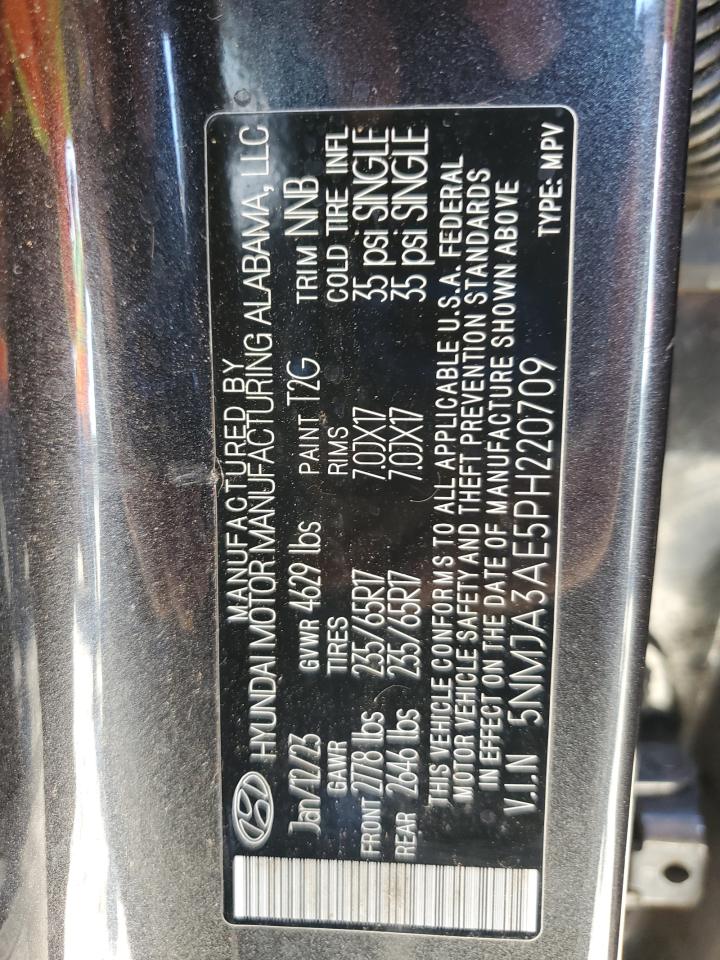 MANUFACTURED BY
HYUNDAI MOTOR MANUFACTURING ALABAMA, LLC
Jan/12/23 GVWR 4629 lbs PAINT T2G TRIM NNB
GAWR TIRES RIMS COLD TIRE INFL
FRONT 2778 lbs 235/65R17 7.0JX17 35 psi SINGLE
REAR 2646 lbs 235/65R17 7.0JX17 35 psi SINGLE
THIS VEHICLE CONFORMS TO ALL APPLICABLE U.S.A. FEDERAL
MOTOR VEHICLE SAFETY AND THEFT PREVENTION STANDARDS
IN EFFECT ON THE DATE OF MANUFACTURE SHOWN ABOVE
V.I.N 5NMJA3AE5PH220709
TYPE: MPV